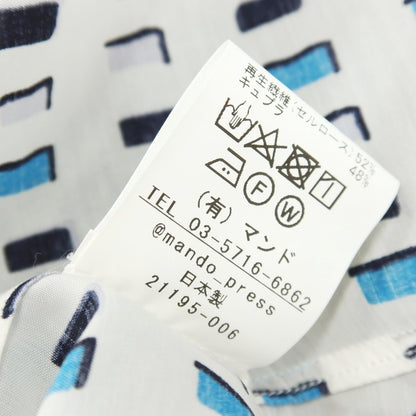 再生繊維(セルロース) 52%
キュプラ 48%
F W
(有) マンド
TEL 03-5716-6862
@mando_press
日本製
21195-006